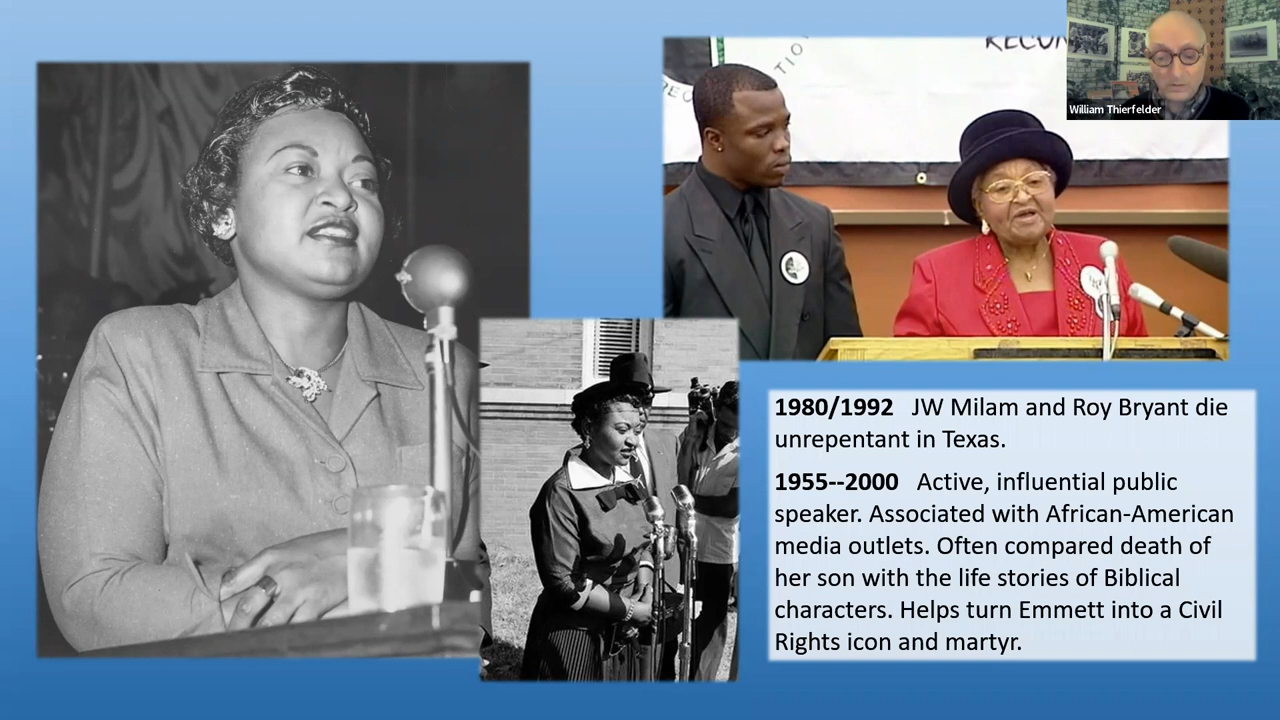 RECON
TIO
REC
William Thierfelder
1980/1992   JW Milam and Roy Bryant die
unrepentant in Texas.
1955--2000   Active, influential public
speaker. Associated with African-American
media outlets. Often compared death of
her son with the life stories of Biblical
characters. Helps turn Emmett into a Civil
Rights icon and martyr.